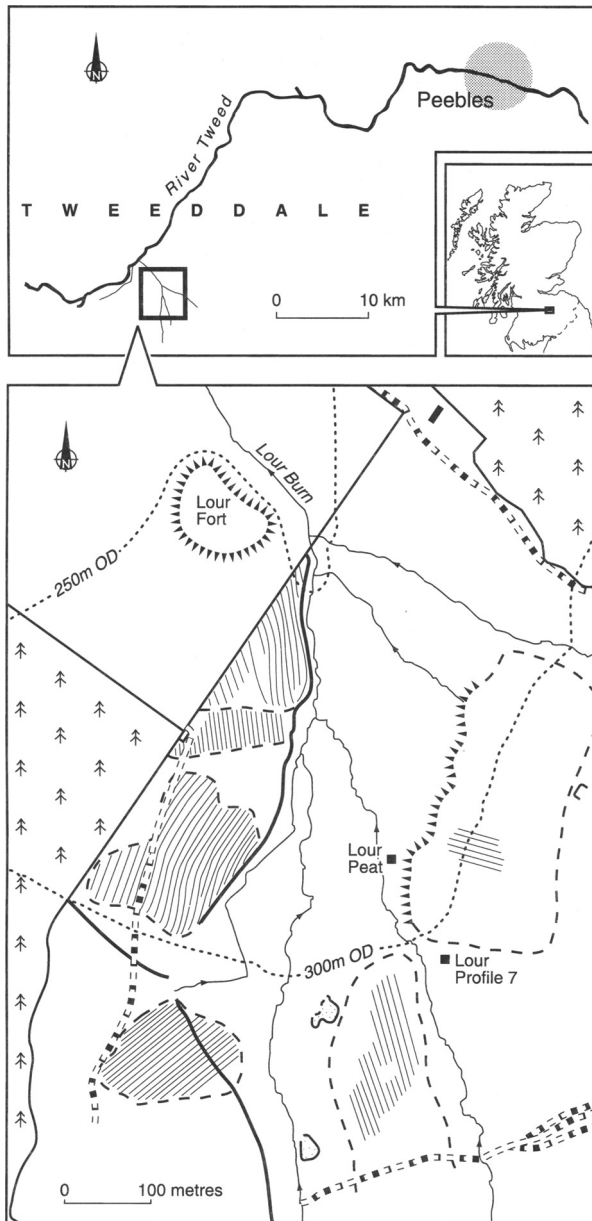 N
Peebles
River Tweed
T W E E D D A L E
0 10 km
N
Lour Burn
Lour
Fort
250m OD
Lour
Peat
300m OD
Lour
Profile 7
0 100 metres